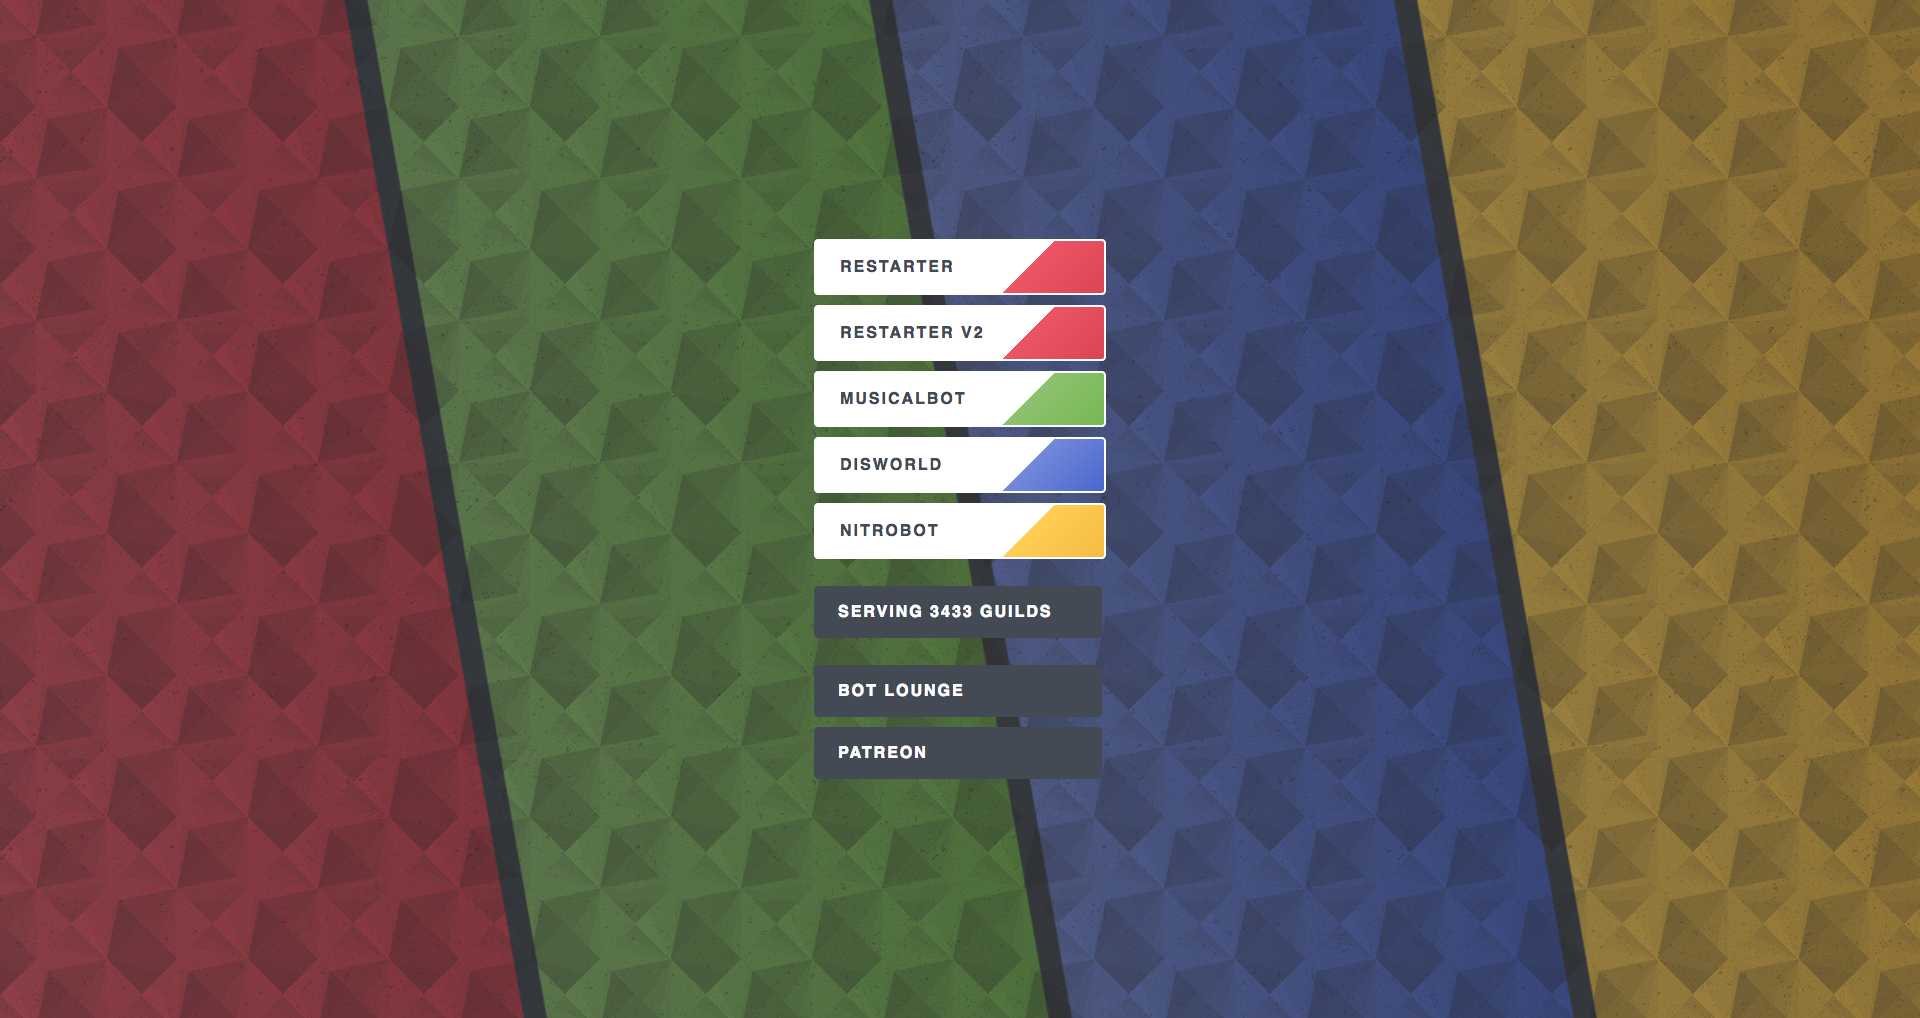 RESTARTER
RESTARTER V2
MUSICALBOT
DISWORLD
NITROBOT
SERVING 3433 GUILDS
BOT LOUNGE
PATREON